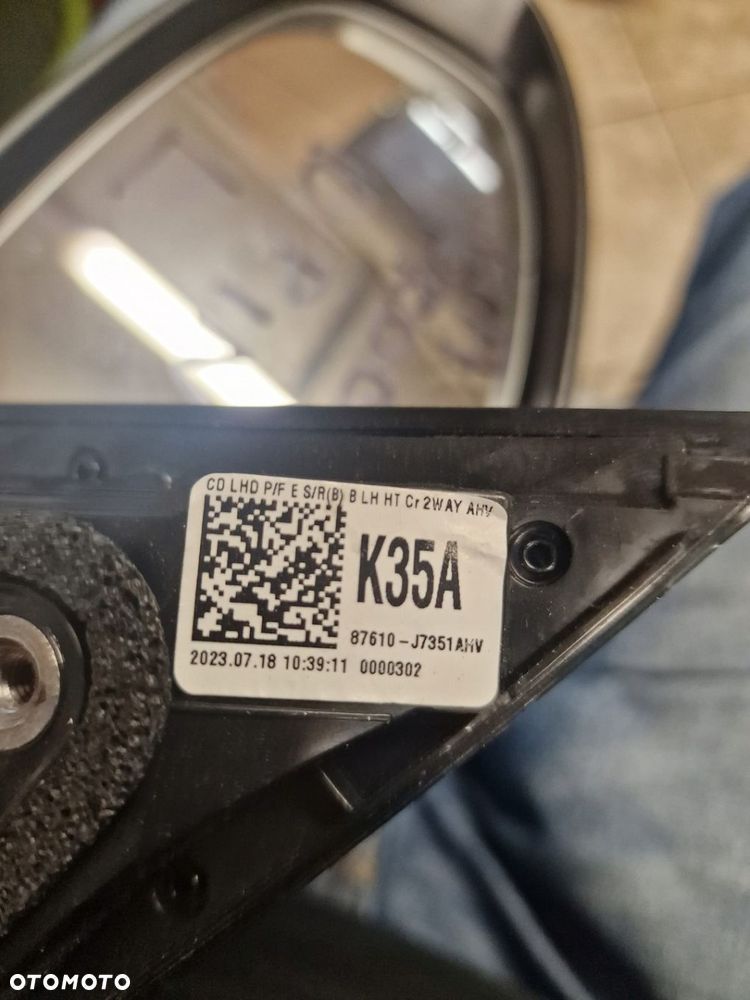 CD LHD P/F E S/R(B) B LH HT Cr 2WAY AHV
K35A
87610-J7351AHV
2023.07.18 10:39:11 0000302
OTOMOTO